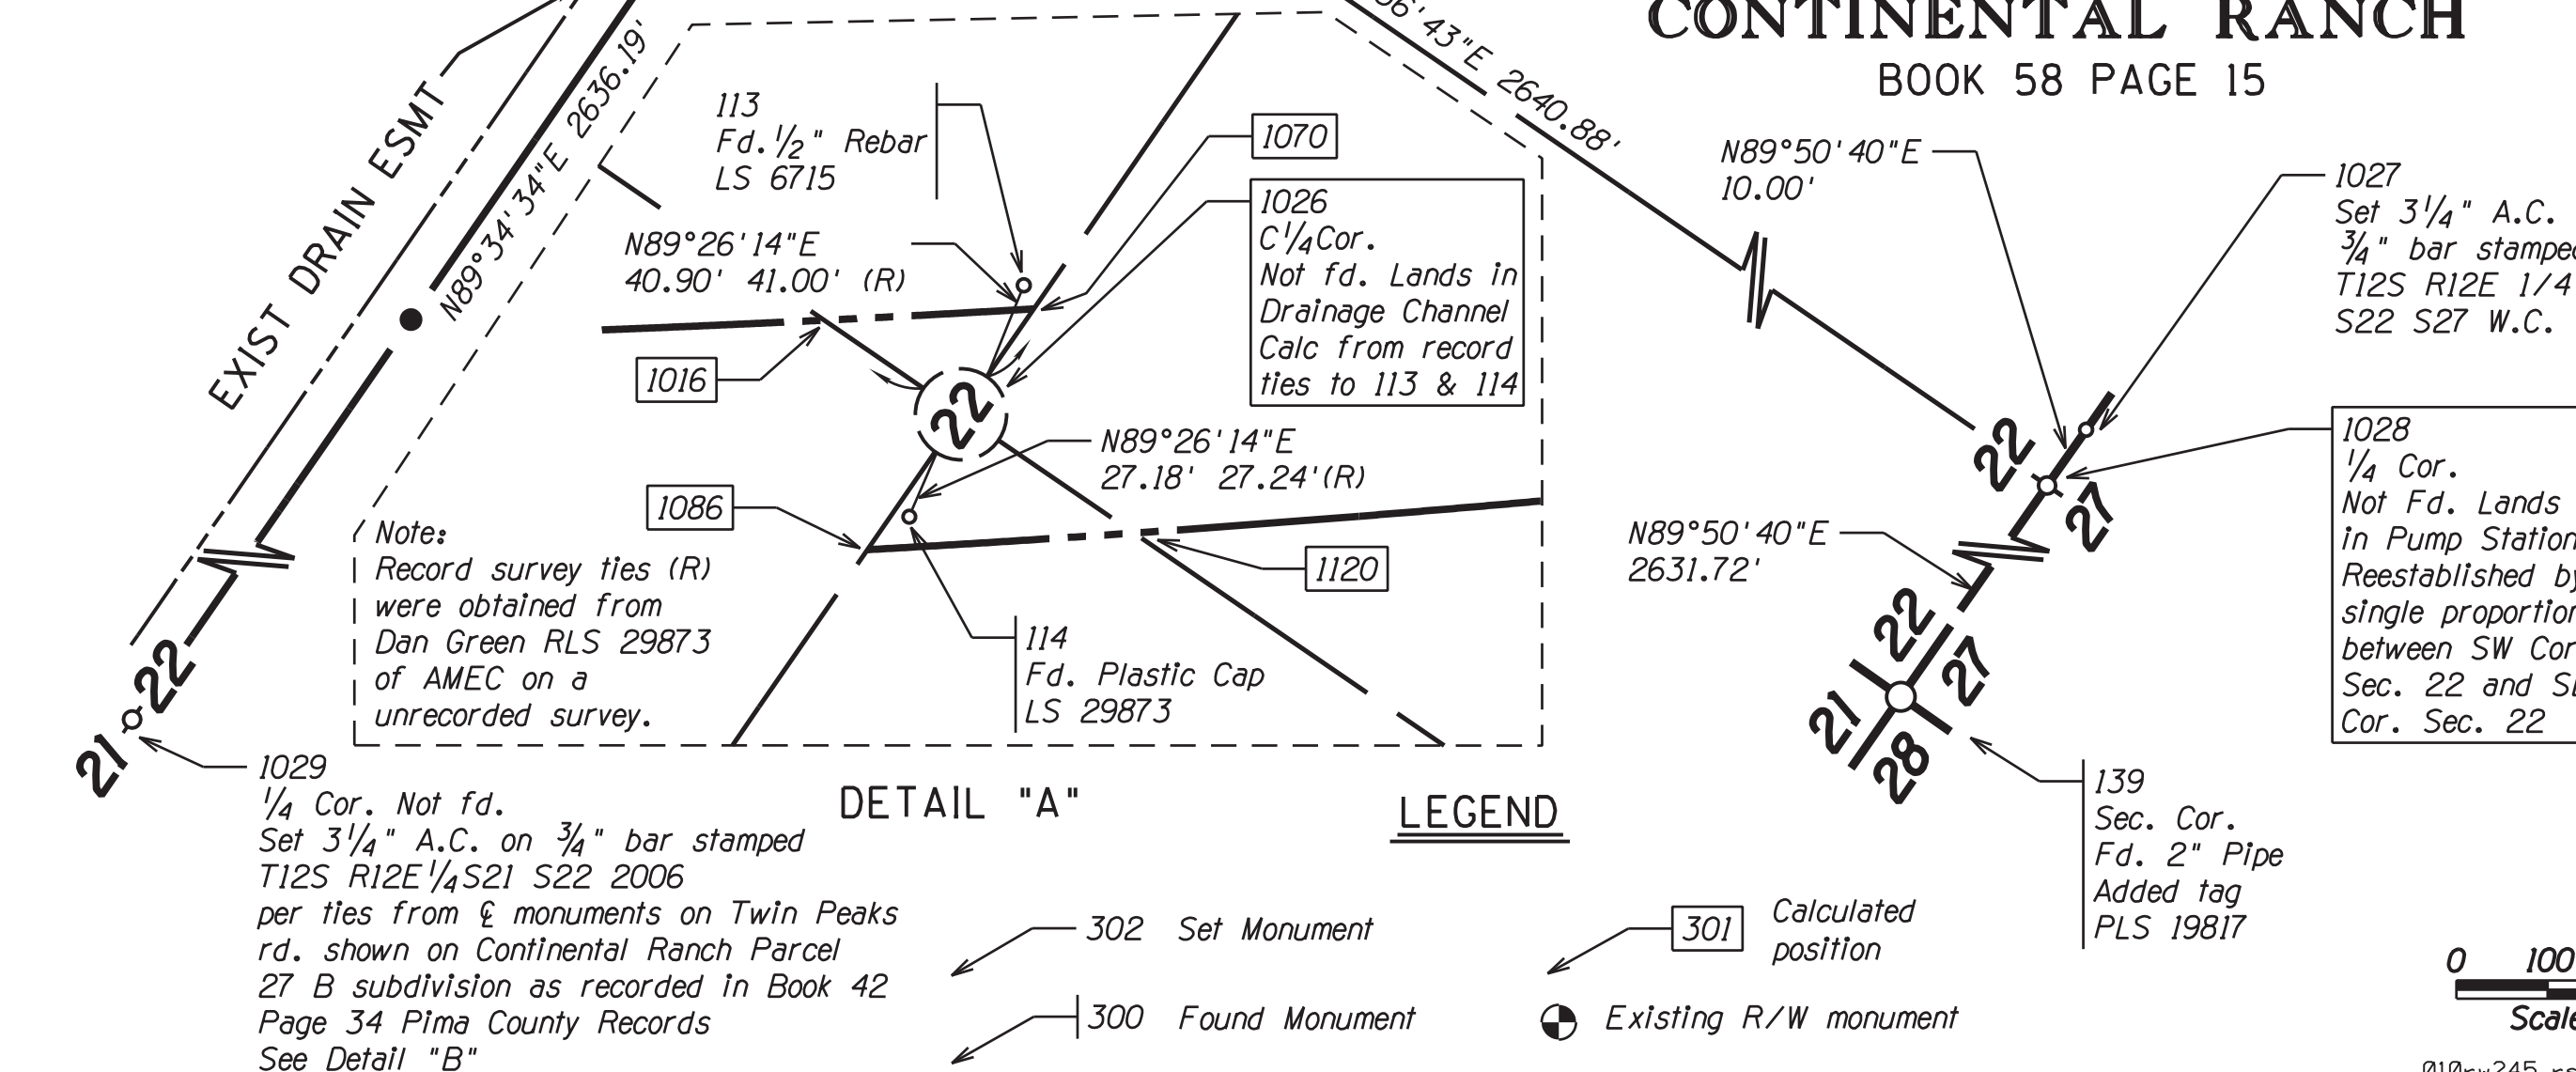 CONTINENTAL RANCH
BOOK 58 PAGE 15
EXIST DRAIN ESMT
N89°34'34"E 2636.19'
6'43"E 2640.88'
113
Fd. 1/2" Rebar
LS 6715
N89°26'14"E
40.90' 41.00' (R)
1016
1070
1026
C 1/4 Cor.
Not fd. Lands in
Drainage Channel
Calc from record
ties to 113 & 114
22
N89°26'14"E
27.18' 27.24'(R)
1086
1120
114
Fd. Plastic Cap
LS 29873
Note:
Record survey ties (R)
were obtained from
Dan Green RLS 29873
of AMEC on a
unrecorded survey.
DETAIL "A"
22
21
1029
1/4 Cor. Not fd.
Set 3 1/4" A.C. on 3/4" bar stamped
T12S R12E 1/4 S21 S22 2006
per ties from ℄ monuments on Twin Peaks
rd. shown on Continental Ranch Parcel
27 B subdivision as recorded in Book 42
Page 34 Pima County Records
See Detail "B"
N89°50'40"E
10.00'
1027
Set 3 1/4" A.C.
3/4" bar stamped
T12S R12E 1/4
S22 S27 W.C.
22
27
1028
1/4 Cor.
Not Fd. Lands
in Pump Station
Reestablished by
single proportion
between SW Cor
Sec. 22 and S
Cor. Sec. 22
N89°50'40"E
2631.72'
22
27
21
28
139
Sec. Cor.
Fd. 2" Pipe
Added tag
PLS 19817
LEGEND
302 Set Monument
300 Found Monument
301 Calculated
position
Existing R/W monument
0 100
Scale